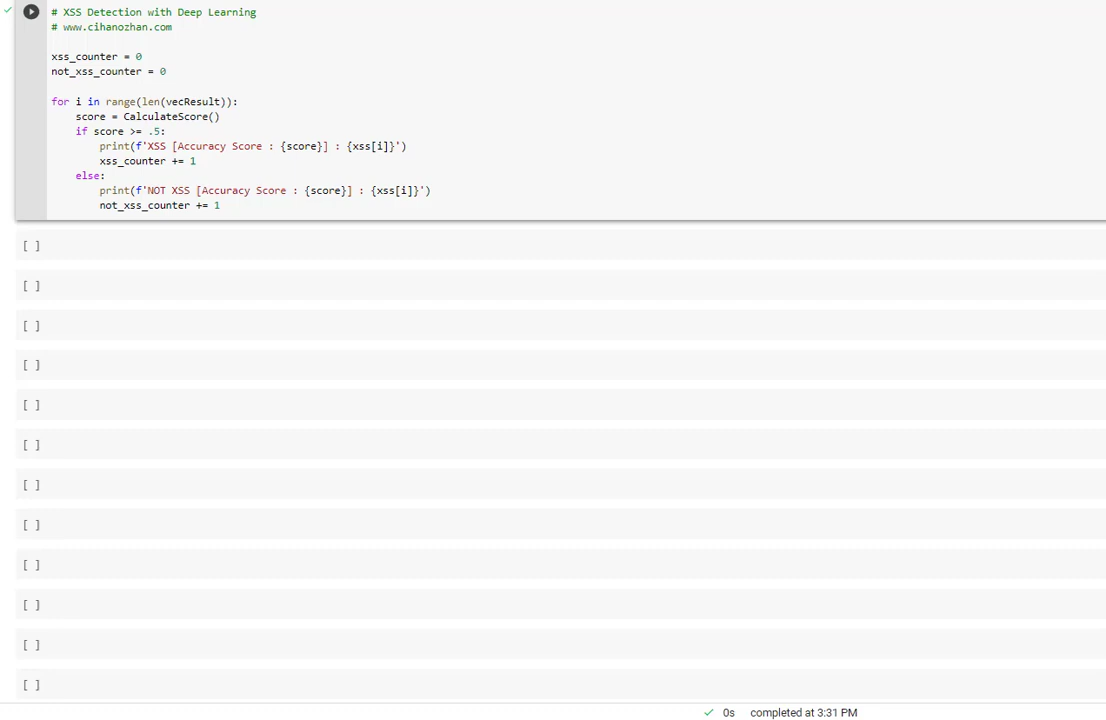 # XSS Detection with Deep Learning
# www.cihanozhan.com
xss_counter = 0
not_xss_counter = 0
for i in range(len(vecResult)):
    score = CalculateScore()
    if score >= .5:
        print(f'XSS [Accuracy Score : {score}] : {xss[i]}')
        xss_counter += 1
    else:
        print(f'NOT XSS [Accuracy Score : {score}] : {xss[i]}')
        not_xss_counter += 1
[ ]
[ ]
[ ]
[ ]
[ ]
[ ]
[ ]
[ ]
[ ]
[ ]
[ ]
[ ]
0s completed at 3:31 PM